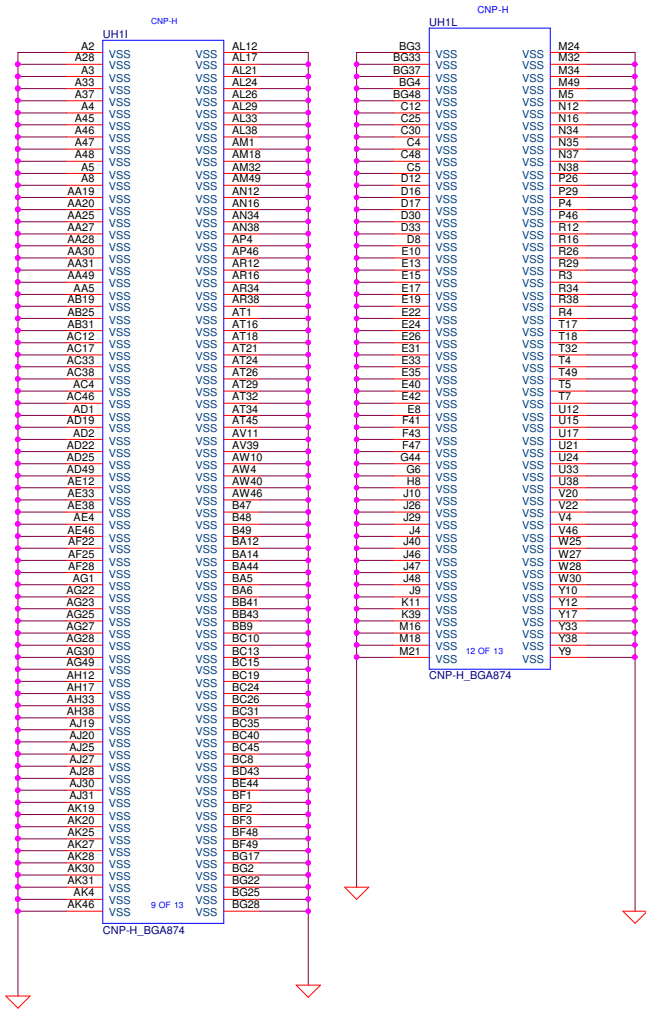 CNP-H
UH1I
A2 VSS VSS AL12
A28 VSS VSS AL17
A3 VSS VSS AL21
A33 VSS VSS AL24
A37 VSS VSS AL26
A4 VSS VSS AL29
A45 VSS VSS AL33
A46 VSS VSS AL38
A47 VSS VSS AM1
A48 VSS VSS AM18
A5 VSS VSS AM32
A8 VSS VSS AM49
AA19 VSS VSS AN12
AA20 VSS VSS AN16
AA25 VSS VSS AN34
AA27 VSS VSS AN38
AA28 VSS VSS AP4
AA30 VSS VSS AP46
AA31 VSS VSS AR12
AA49 VSS VSS AR16
AA5 VSS VSS AR34
AB19 VSS VSS AR38
AB25 VSS VSS AT1
AB31 VSS VSS AT16
AC12 VSS VSS AT18
AC17 VSS VSS AT21
AC33 VSS VSS AT24
AC38 VSS VSS AT26
AC4 VSS VSS AT29
AC46 VSS VSS AT32
AD1 VSS VSS AT34
AD19 VSS VSS AT45
AD2 VSS VSS AV11
AD22 VSS VSS AV39
AD25 VSS VSS AW10
AD49 VSS VSS AW4
AE12 VSS VSS AW40
AE33 VSS VSS AW46
AE38 VSS VSS B47
AE4 VSS VSS B48
AE46 VSS VSS B49
AF22 VSS VSS BA12
AF25 VSS VSS BA14
AF28 VSS VSS BA44
AG1 VSS VSS BA5
AG22 VSS VSS BA6
AG23 VSS VSS BB41
AG25 VSS VSS BB43
AG27 VSS VSS BB9
AG28 VSS VSS BC10
AG30 VSS VSS BC13
AG49 VSS VSS BC15
AH12 VSS VSS BC19
AH17 VSS VSS BC24
AH33 VSS VSS BC26
AH38 VSS VSS BC31
AJ19 VSS VSS BC35
AJ20 VSS VSS BC40
AJ25 VSS VSS BC45
AJ27 VSS VSS BC8
AJ28 VSS VSS BD43
AJ30 VSS VSS BE44
AJ31 VSS VSS BF1
AK19 VSS VSS BF2
AK20 VSS VSS BF3
AK25 VSS VSS BF48
AK27 VSS VSS BF49
AK28 VSS VSS BG17
AK30 VSS VSS BG2
AK31 VSS VSS BG22
AK4 VSS VSS BG25
AK46 VSS 9 OF 13 VSS BG28
CNP-H_BGA874
CNP-H
UH1L
BG3 VSS VSS M24
BG33 VSS VSS M32
BG37 VSS VSS M34
BG4 VSS VSS M49
BG48 VSS VSS M5
C12 VSS VSS N12
C25 VSS VSS N16
C30 VSS VSS N34
C4 VSS VSS N35
C48 VSS VSS N37
C5 VSS VSS N38
D12 VSS VSS P26
D16 VSS VSS P29
D17 VSS VSS P4
D30 VSS VSS P46
D33 VSS VSS R12
D8 VSS VSS R16
E10 VSS VSS R26
E13 VSS VSS R29
E15 VSS VSS R3
E17 VSS VSS R34
E19 VSS VSS R38
E22 VSS VSS R4
E24 VSS VSS T17
E26 VSS VSS T18
E31 VSS VSS T32
E33 VSS VSS T4
E35 VSS VSS T49
E40 VSS VSS T5
E42 VSS VSS T7
E8 VSS VSS U12
F41 VSS VSS U15
F43 VSS VSS U17
F47 VSS VSS U21
G44 VSS VSS U24
G6 VSS VSS U33
H8 VSS VSS U38
J10 VSS VSS V20
J26 VSS VSS V22
J29 VSS VSS V4
J4 VSS VSS V46
J40 VSS VSS W25
J46 VSS VSS W27
J47 VSS VSS W28
J48 VSS VSS W30
J9 VSS VSS Y10
K11 VSS VSS Y12
K39 VSS VSS Y17
M16 VSS VSS Y33
M18 VSS VSS Y38
M21 VSS 12 OF 13 VSS Y9
CNP-H_BGA874